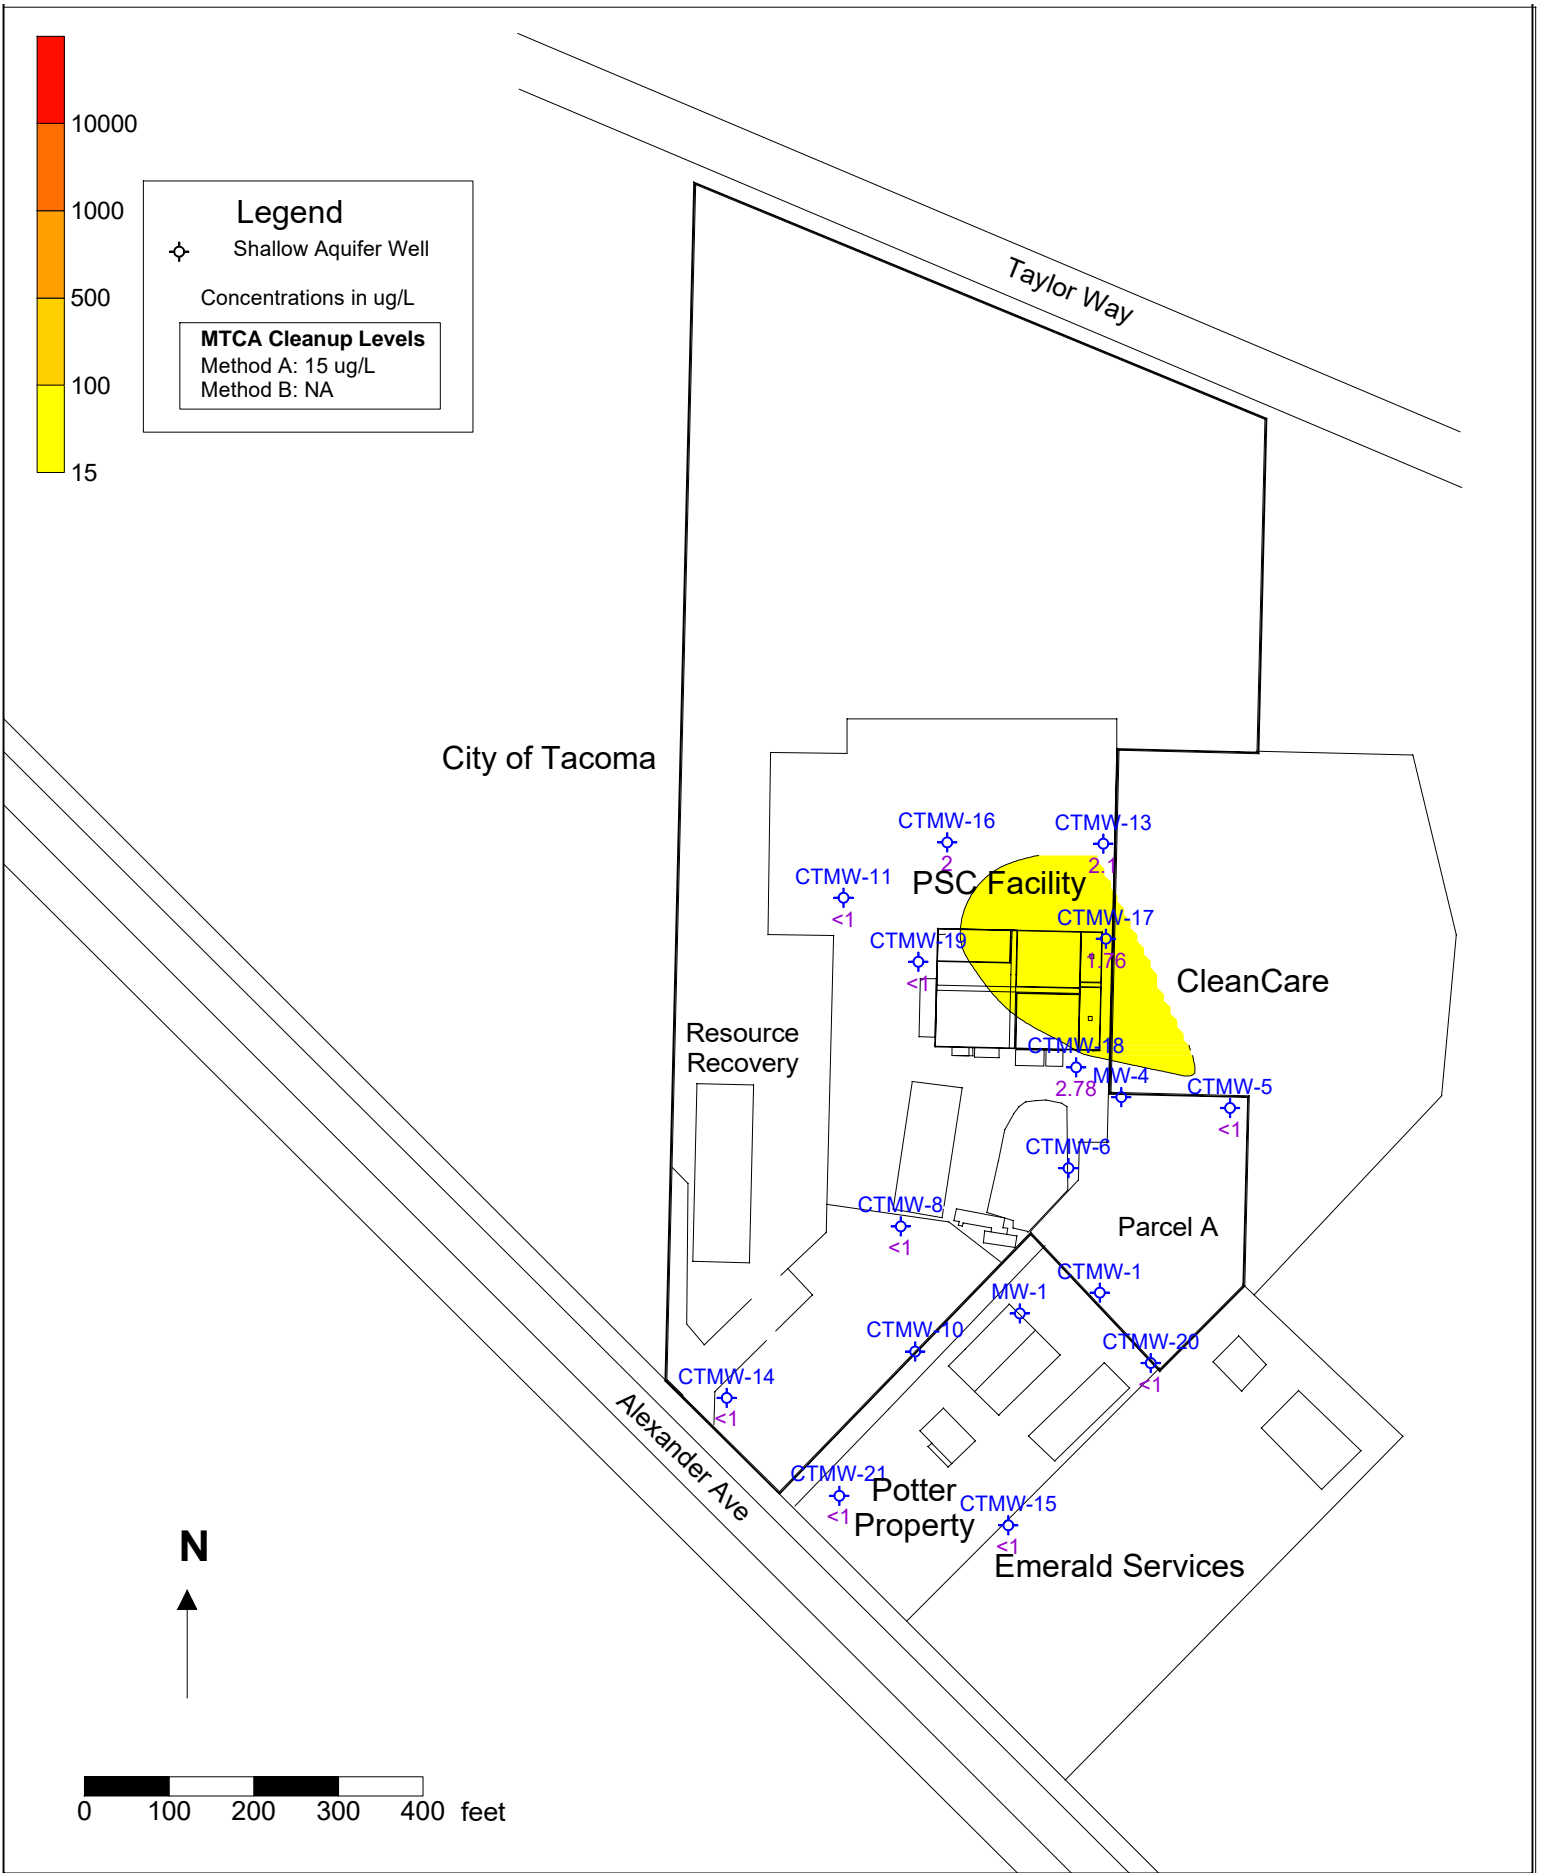 10000
1000
500
100
15
Legend
Shallow Aquifer Well
Concentrations in ug/L
MTCA Cleanup Levels
Method A: 15 ug/L
Method B: NA
Taylor Way
City of Tacoma
CTMW-16
2
CTMW-13
2.1
CTMW-11
<1
PSC Facility
CTMW-17
1.76
CTMW-19
<1
CleanCare
Resource
Recovery
CTMW-18
2.78
MW-4
CTMW-5
<1
CTMW-6
CTMW-8
<1
Parcel A
CTMW-1
MW-1
CTMW-10
CTMW-20
<1
CTMW-14
<1
Alexander Ave
CTMW-21
<1
Potter
Property
CTMW-15
<1
Emerald Services
N
0 100 200 300 400 feet